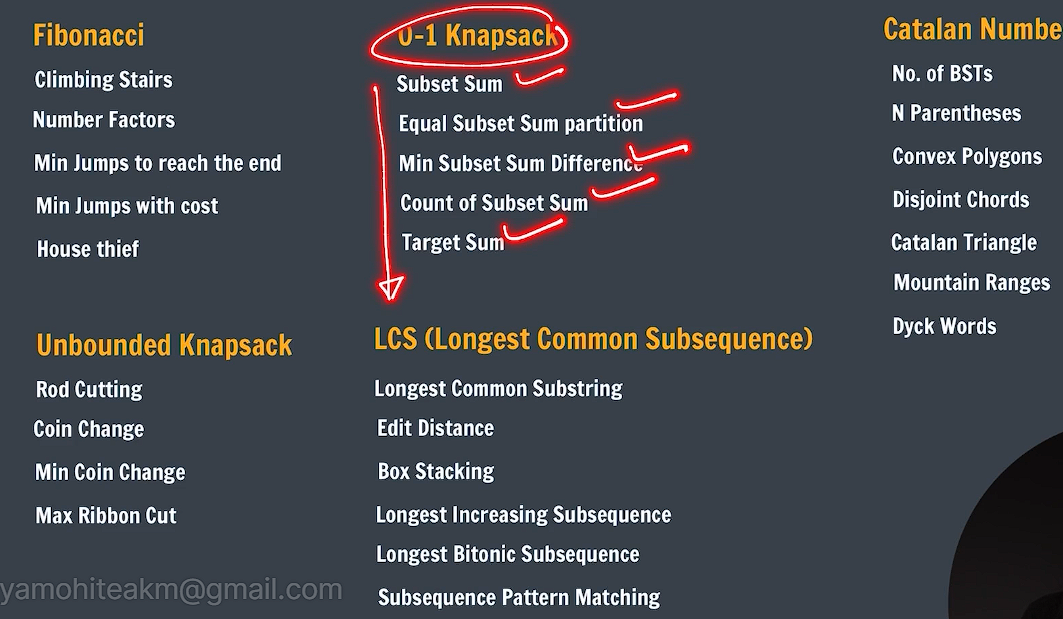 Fibonacci
Climbing Stairs
Number Factors
Min Jumps to reach the end
Min Jumps with cost
House thief
0-1 Knapsack
Subset Sum
Equal Subset Sum partition
Min Subset Sum Difference
Count of Subset Sum
Target Sum
Catalan Numbe
No. of BSTs
N Parentheses
Convex Polygons
Disjoint Chords
Catalan Triangle
Mountain Ranges
Dyck Words
Unbounded Knapsack
Rod Cutting
Coin Change
Min Coin Change
Max Ribbon Cut
LCS (Longest Common Subsequence)
Longest Common Substring
Edit Distance
Box Stacking
Longest Increasing Subsequence
Longest Bitonic Subsequence
Subsequence Pattern Matching
yamohiteakm@gmail.com